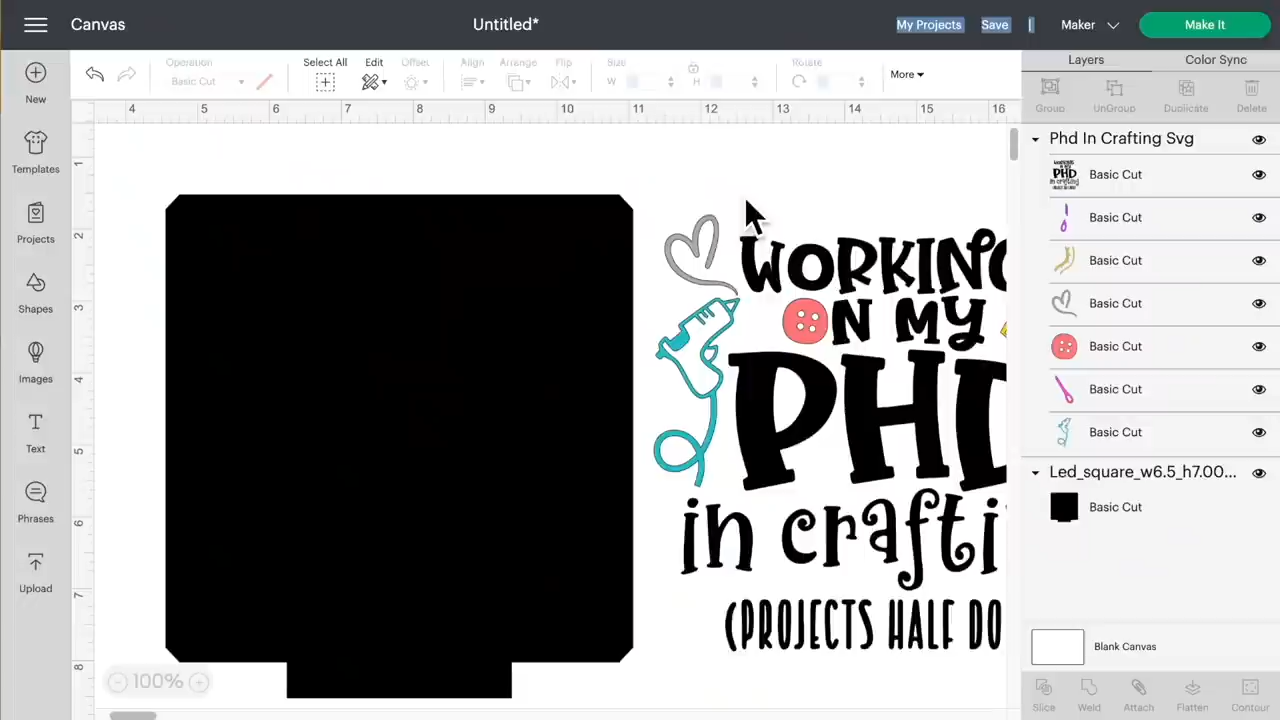 Canvas
Untitled*
My Projects
Save
|
Maker
Make It
New
Templates
Projects
Shapes
Images
Text
Phrases
Upload
Operation
Basic Cut
Select All
Edit
Offset
Align
Arrange
Flip
Size
W
H
Rotate
More
4 5 6 7 8 9 10 11 12 13 14 15 16
1
2
3
4
5
6
7
8
WORKING
ON MY
PHD
in crafti
(PROJECTS HALF DO
100%
Layers
Color Sync
Group
UnGroup
Duplicate
Delete
Phd In Crafting Svg
Basic Cut
Basic Cut
Basic Cut
Basic Cut
Basic Cut
Basic Cut
Basic Cut
Led_square_w6.5_h7.00...
Basic Cut
Blank Canvas
Slice
Weld
Attach
Flatten
Contour